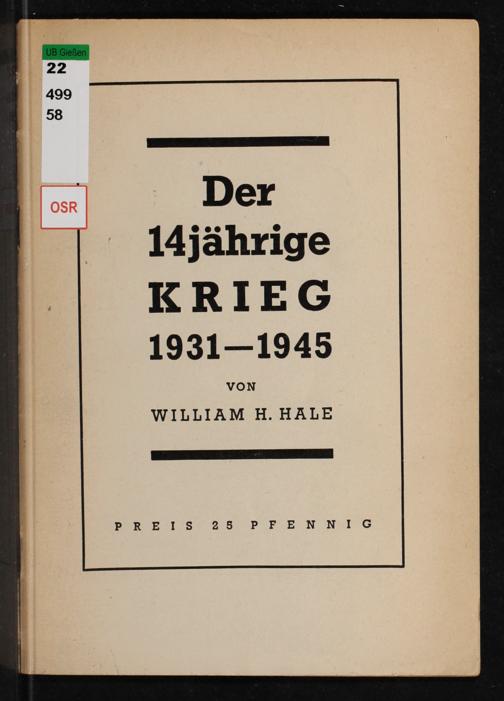 UB Gießen
22
499
58
OSR
Der
14jährige
KRIEG
1931—1945
VON
WILLIAM H. HALE
PREIS 25 PFENNIG